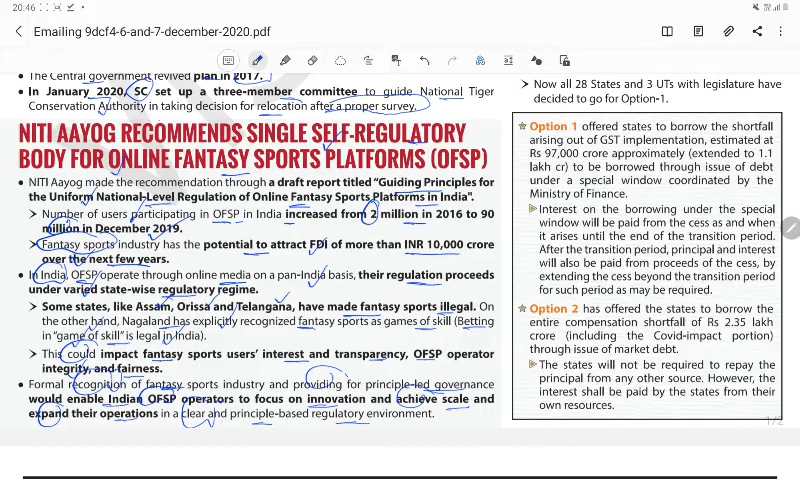 20:46
Emailing 9dcf4-6-and-7-december-2020.pdf
• The Central government revived plan in 2017.
• In January 2020, SC set up a three-member committee to guide National Tiger
Conservation Authority in taking decision for relocation after a proper survey.
NITI AAYOG RECOMMENDS SINGLE SELF-REGULATORY
BODY FOR ONLINE FANTASY SPORTS PLATFORMS (OFSP)
• NITI Aayog made the recommendation through a draft report titled "Guiding Principles for
the Uniform National-Level Regulation of Online Fantasy Sports Platforms in India".
Number of users participating in OFSP in India increased from 2 million in 2016 to 90
million in December 2019.
Fantasy sports industry has the potential to attract FDI of more than INR 10,000 crore
over the next few years.
• In India, OFSP operate through online media on a pan-India basis, their regulation proceeds
under varied state-wise regulatory regime.
Some states, like Assam, Orissa and Telangana, have made fantasy sports illegal. On
the other hand, Nagaland has explicitly recognized fantasy sports as games of skill (Betting
in "game of skill" is legal in India).
This could impact fantasy sports users' interest and transparency, OFSP operator
integrity, and fairness.
• Formal recognition of fantasy sports industry and providing for principle-led governance
would enable Indian OFSP operators to focus on innovation and achieve scale and
expand their operations in a clear and principle-based regulatory environment.
Now all 28 States and 3 UTs with legislature have
decided to go for Option-1.
Option 1 offered states to borrow the shortfall
arising out of GST implementation, estimated at
Rs 97,000 crore approximately (extended to 1.1
lakh cr) to be borrowed through issue of debt
under a special window coordinated by the
Ministry of Finance.
Interest on the borrowing under the special
window will be paid from the cess as and when
it arises until the end of the transition period.
After the transition period, principal and interest
will also be paid from proceeds of the cess, by
extending the cess beyond the transition period
for such period as may be required.
Option 2 has offered the states to borrow the
entire compensation shortfall of Rs 2.35 lakh
crore (including the Covid-impact portion)
through issue of market debt.
The states will not be required to repay the
principal from any other source. However, the
interest shall be paid by the states from their
own resources.
1/2